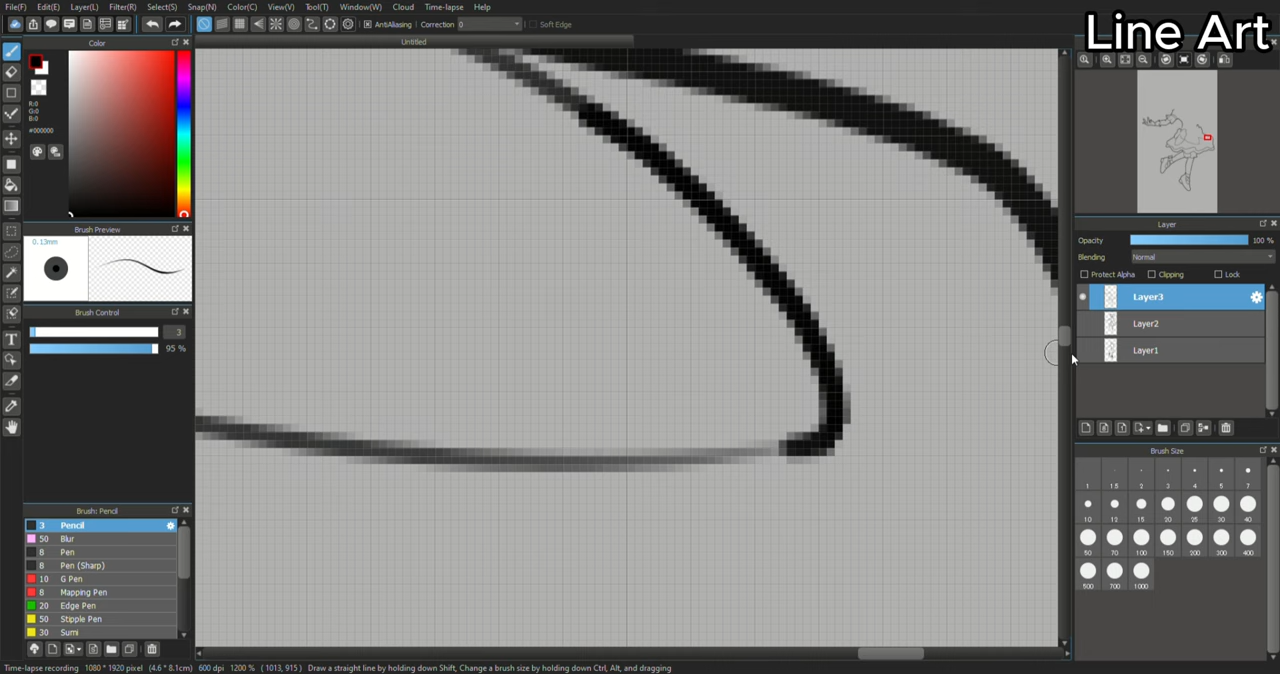 File(F) Edit(E) Layer(L) Filter(R) Select(S) Snap(N) Color(C) View(V) Tool(T) Window(W) Cloud Time-lapse Help
Line Art
AntiAliasing Correction 0 Soft Edge
Color
Untitled
R:0
G:0
B:0
#000000
Brush Preview
0.13mm
Brush Control
3
95 %
Brush: Pencil
3 Pencil
50 Blur
8 Pen
8 Pen (Sharp)
10 G Pen
8 Mapping Pen
20 Edge Pen
50 Stipple Pen
30 Sumi
Layer
Opacity 100 %
Blending Normal
Protect Alpha Clipping Lock
Layer3
Layer2
Layer1
Brush Size
1 1.5 2 3 4 5 7
10 12 15 20 25 30 40
50 70 100 150 200 300 400
500 700 1000
T
Time-lapse recording 1080 * 1920 pixel (4.6 * 8.1cm) 600 dpi 1200 % ( 1013, 915 ) Draw a straight line by holding down Shift, Change a brush size by holding down Ctrl, Alt, and dragging